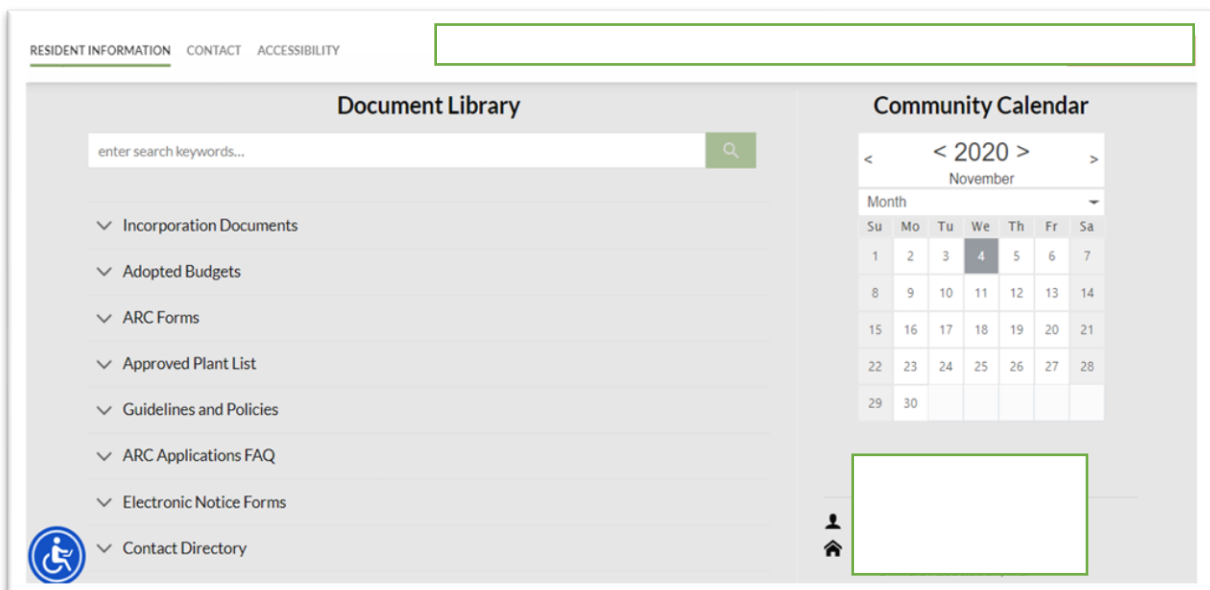 RESIDENT INFORMATION CONTACT ACCESSIBILITY
Document Library
enter search keywords...
Incorporation Documents
Adopted Budgets
ARC Forms
Approved Plant List
Guidelines and Policies
ARC Applications FAQ
Electronic Notice Forms
Contact Directory
Community Calendar
< < 2020 > >
November
Month
Su Mo Tu We Th Fr Sa
1 2 3 4 5 6 7
8 9 10 11 12 13 14
15 16 17 18 19 20 21
22 23 24 25 26 27 28
29 30